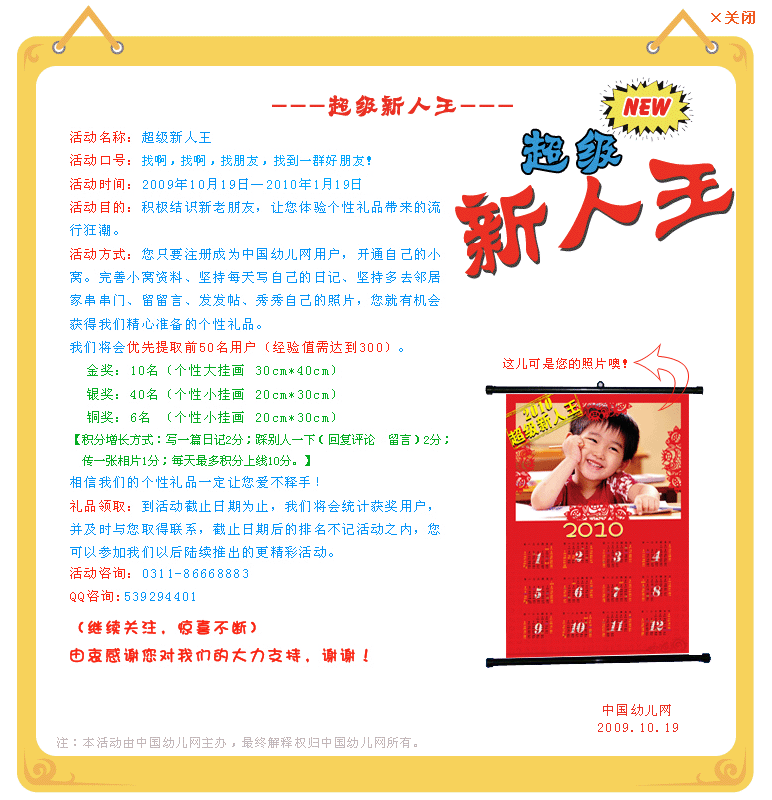 ×关闭
---超级新人王---
NEW
超级
新人王
活动名称：超级新人王
活动口号：找啊，找啊，找朋友，找到一群好朋友！
活动时间：2009年10月19日—2010年1月19日
活动目的：积极结识新老朋友，让您体验个性礼品带来的流
行狂潮。
活动方式：您只要注册成为中国幼儿网用户，开通自己的小
窝。完善小窝资料、坚持每天写自己的日记、坚持多去邻居
家串串门、留留言、发发帖、秀秀自己的照片，您就有机会
获得我们精心准备的个性礼品。
我们将会优先提取前50名用户（经验值需达到300）。
金奖：10名（个性大挂画 30cm*40cm）
银奖：40名（个性小挂画 20cm*30cm）
铜奖：6名 （个性小挂画 20cm*30cm）
【积分增长方式：写一篇日记2分；踩别人一下（回复评论 留言）2分；
传一张相片1分；每天最多积分上线10分。】
相信我们的个性礼品一定让您爱不释手！
礼品领取：到活动截止日期为止，我们将会统计获奖用户，
并及时与您取得联系，截止日期后的排名不记活动之内，您
可以参加我们以后陆续推出的更精彩活动。
活动咨询：0311-86668883
QQ咨询:539294401
（继续关注，惊喜不断）
由衷感谢您对我们的大力支持，谢谢！
这儿可是您的照片噢！
2010
超级新人王
2010
1 2 3 4
5 6 7 8
9 10 11 12
中国幼儿网
2009.10.19
注：本活动由中国幼儿网主办，最终解释权归中国幼儿网所有。